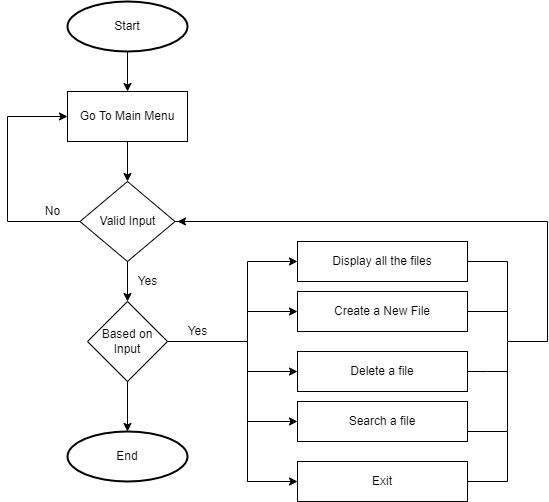 Start
Go To Main Menu
No
Valid Input
Yes
Display all the files
Create a New File
Based on
Input
Yes
Delete a file
Search a file
End
Exit